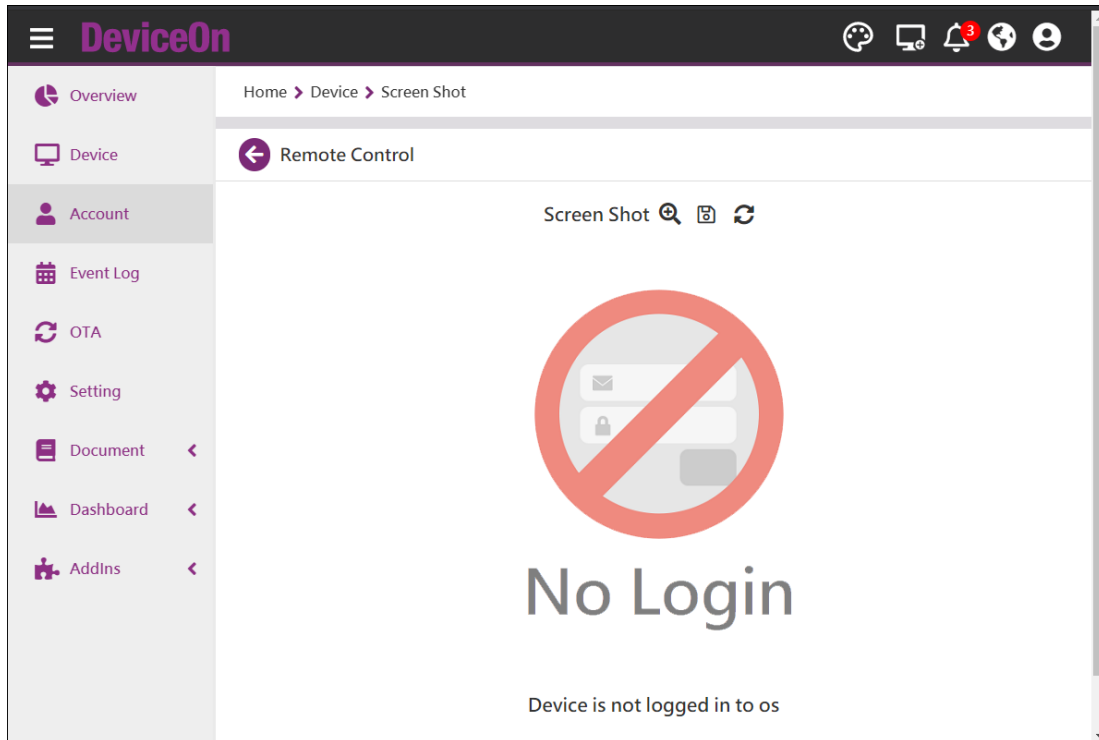 DeviceOn
3
Overview
Home Device Screen Shot
Device
Remote Control
Account
Screen Shot
Event Log
OTA
Setting
Document
Dashboard
AddIns
No Login
Device is not logged in to os